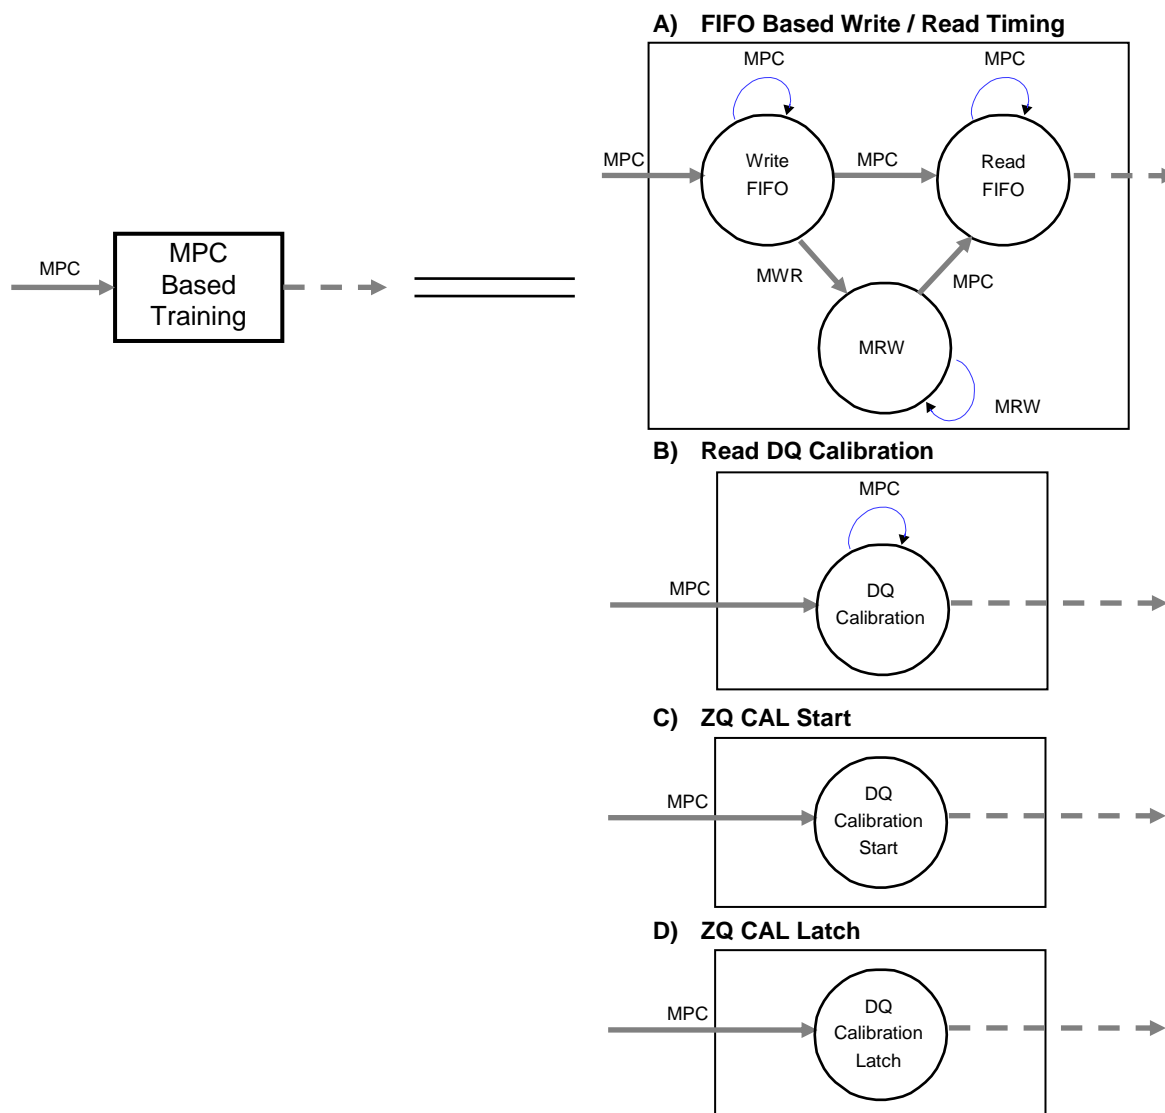 A) FIFO Based Write / Read Timing
MPC
MPC
MPC
Write
FIFO
MPC
Read
FIFO
MPC
MPC
Based
Training
MWR
MPC
MRW
MRW
B) Read DQ Calibration
MPC
MPC
DQ
Calibration
C) ZQ CAL Start
MPC
DQ
Calibration
Start
D) ZQ CAL Latch
MPC
DQ
Calibration
Latch